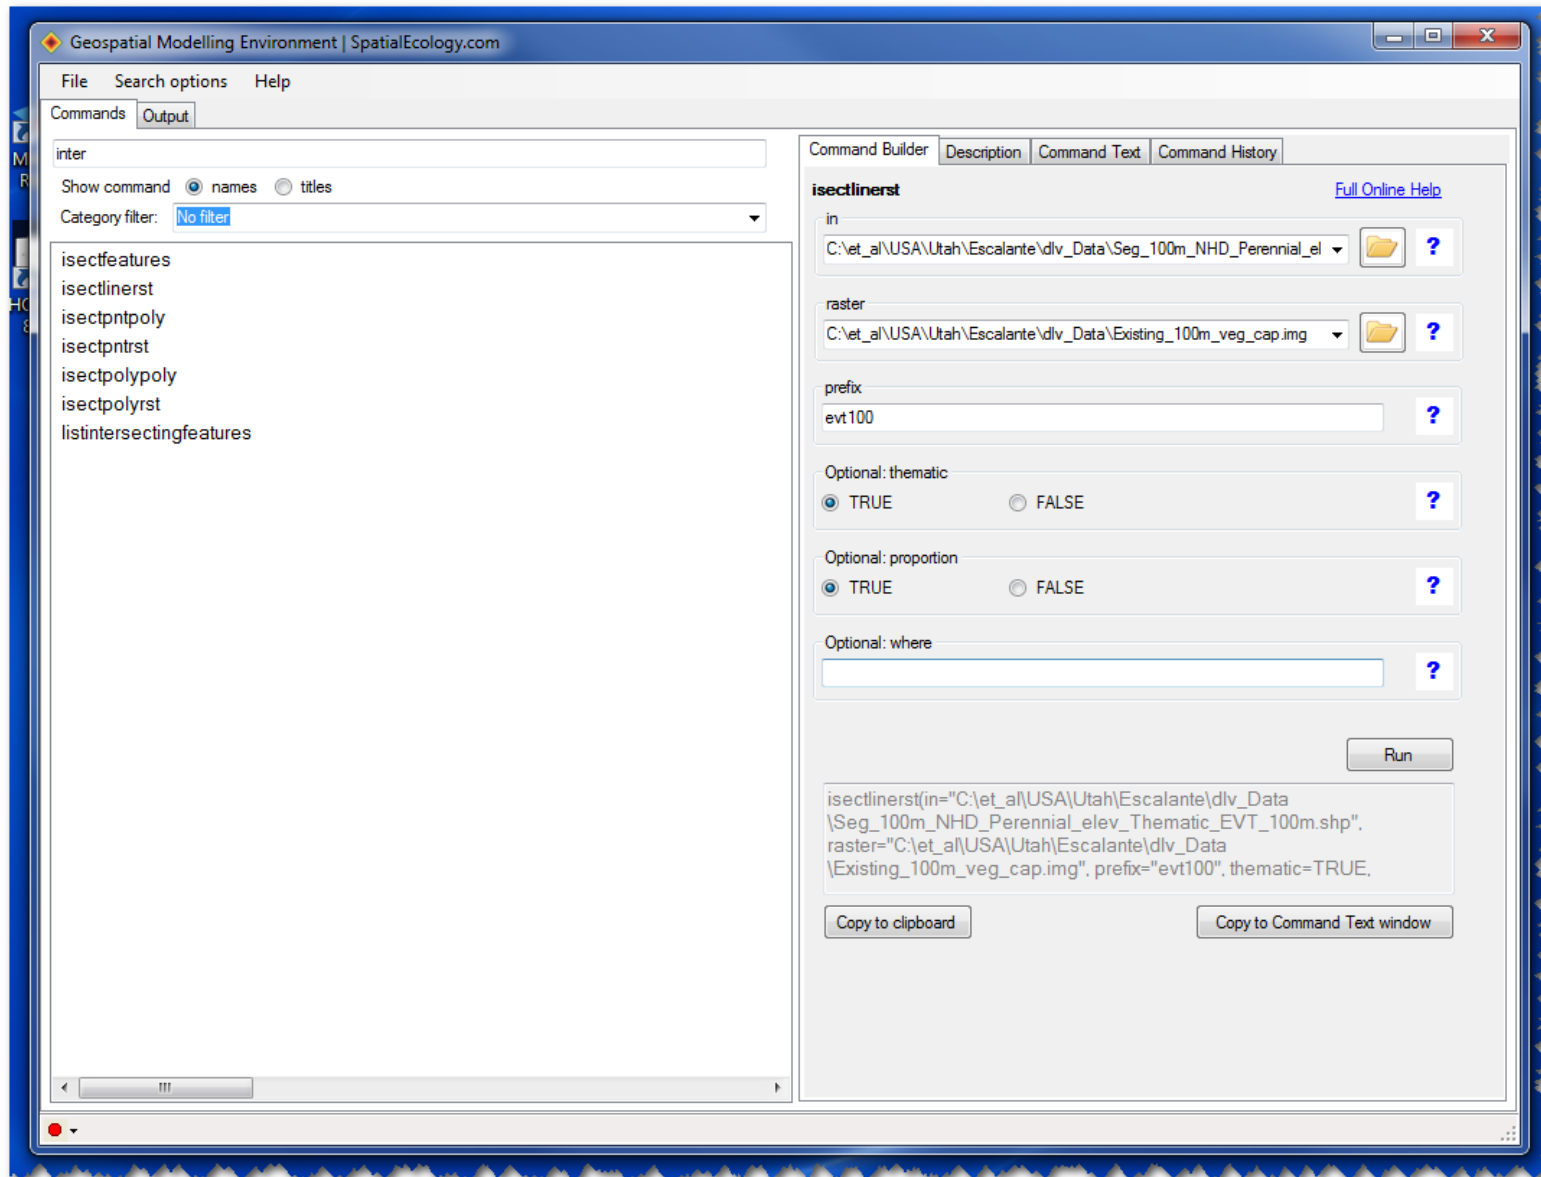 Geospatial Modelling Environment | SpatialEcology.com
File Search options Help
Commands Output
inter
Show command names titles
Category filter: No filter
isectfeatures
isectlinerst
isectpntpoly
isectpntrst
isectpolypoly
isectpolyrst
listintersectingfeatures
Command Builder Description Command Text Command History
isectlinerst Full Online Help
in
C:\et_al\USA\Utah\Escalante\dlv_Data\Seg_100m_NHD_Perennial_el
?
raster
C:\et_al\USA\Utah\Escalante\dlv_Data\Existing_100m_veg_cap.img
?
prefix
evt100
?
Optional: thematic
TRUE FALSE
?
Optional: proportion
TRUE FALSE
?
Optional: where
?
Run
isectlinerst(in="C:\et_al\USA\Utah\Escalante\dlv_Data
\Seg_100m_NHD_Perennial_elev_Thematic_EVT_100m.shp",
raster="C:\et_al\USA\Utah\Escalante\dlv_Data
\Existing_100m_veg_cap.img", prefix="evt100", thematic=TRUE,
Copy to clipboard Copy to Command Text window